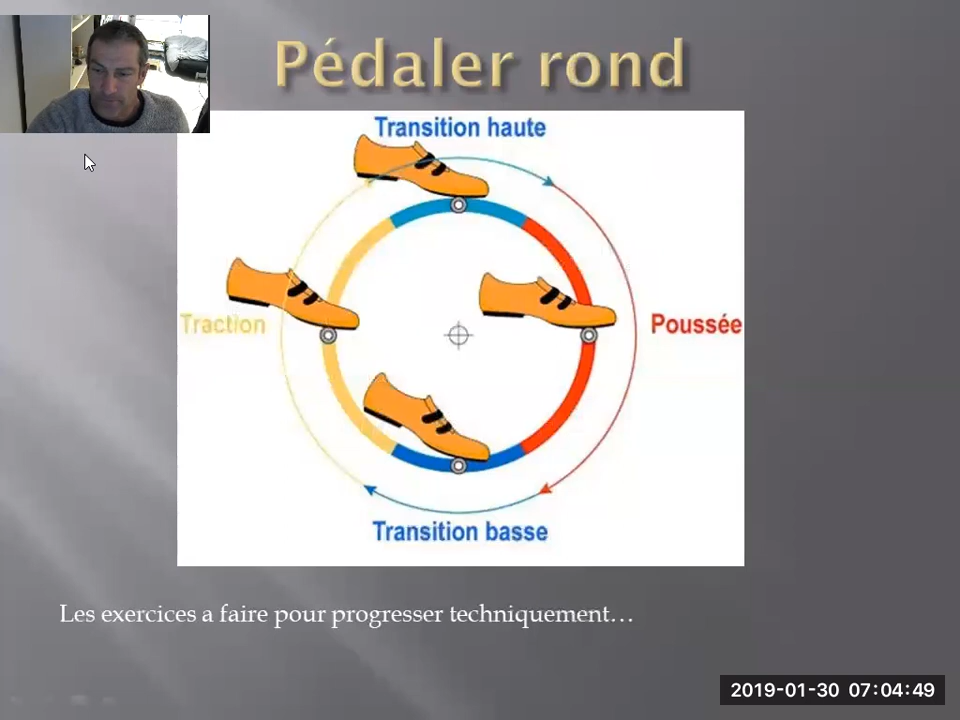 Pédaler rond
Transition haute
Traction
Poussée
Transition basse
Les exercices a faire pour progresser techniquement…
2019-01-30 07:04:49